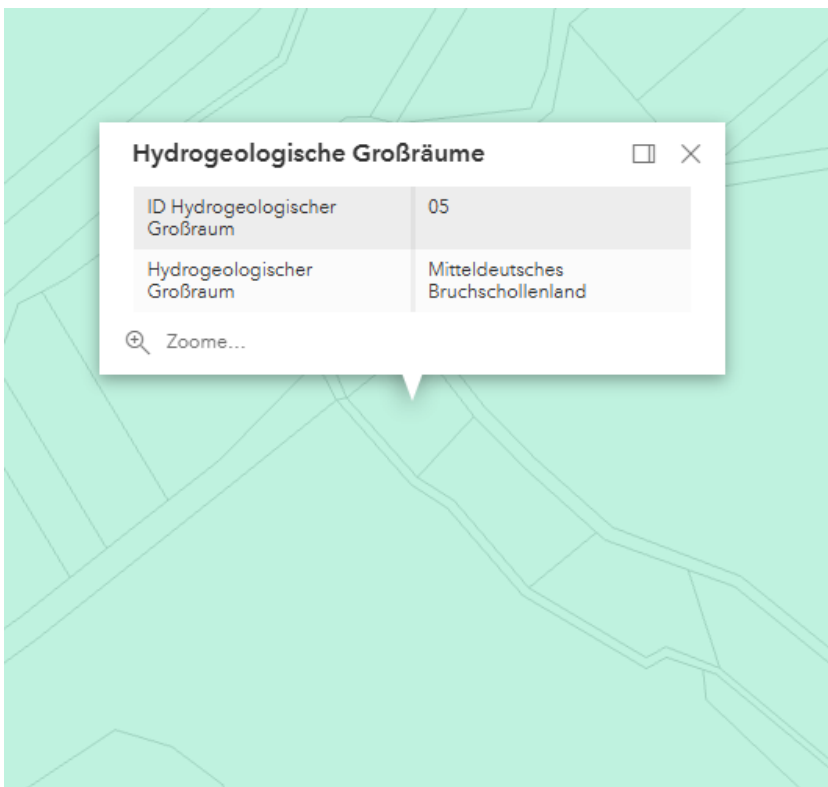 Hydrogeologische Großräume
ID Hydrogeologischer
Großraum
05
Hydrogeologischer
Großraum
Mitteldeutsches
Bruchschollenland
Zoome...